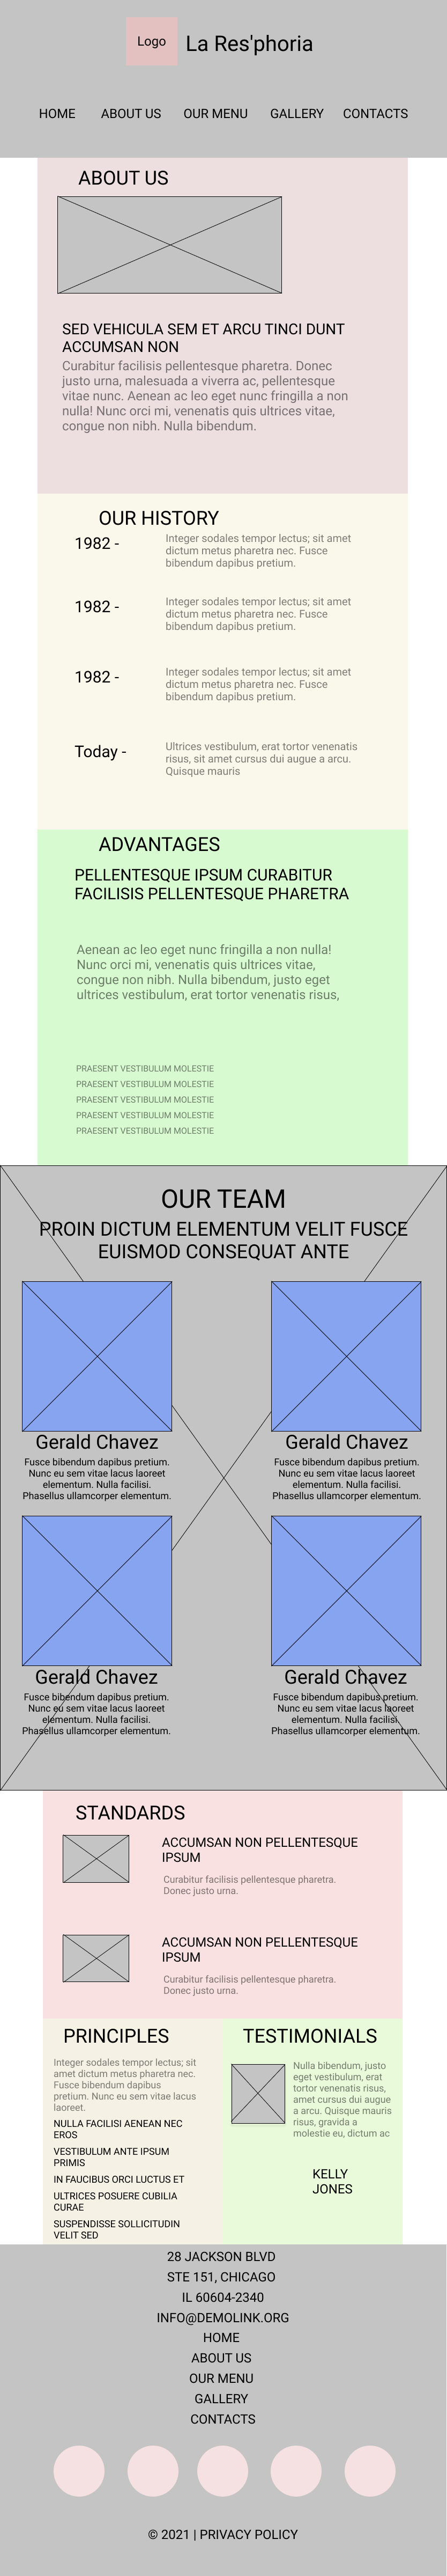 Logo
La Res'phoria
HOME ABOUT US OUR MENU GALLERY CONTACTS
ABOUT US
SED VEHICULA SEM ET ARCU TINCI DUNT
ACCUMSAN NON
Curabitur facilisis pellentesque pharetra. Donec
justo urna, malesuada a viverra ac, pellentesque
vitae nunc. Aenean ac leo eget nunc fringilla a non
nulla! Nunc orci mi, venenatis quis ultrices vitae,
congue non nibh. Nulla bibendum.
OUR HISTORY
1982 -
Integer sodales tempor lectus; sit amet
dictum metus pharetra nec. Fusce
bibendum dapibus pretium.
1982 -
Integer sodales tempor lectus; sit amet
dictum metus pharetra nec. Fusce
bibendum dapibus pretium.
1982 -
Integer sodales tempor lectus; sit amet
dictum metus pharetra nec. Fusce
bibendum dapibus pretium.
Today -
Ultrices vestibulum, erat tortor venenatis
risus, sit amet cursus dui augue a arcu.
Quisque mauris
ADVANTAGES
PELLENTESQUE IPSUM CURABITUR
FACILISIS PELLENTESQUE PHARETRA
Aenean ac leo eget nunc fringilla a non nulla!
Nunc orci mi, venenatis quis ultrices vitae,
congue non nibh. Nulla bibendum, justo eget
ultrices vestibulum, erat tortor venenatis risus,
PRAESENT VESTIBULUM MOLESTIE
PRAESENT VESTIBULUM MOLESTIE
PRAESENT VESTIBULUM MOLESTIE
PRAESENT VESTIBULUM MOLESTIE
PRAESENT VESTIBULUM MOLESTIE
OUR TEAM
PROIN DICTUM ELEMENTUM VELIT FUSCE
EUISMOD CONSEQUAT ANTE
Gerald Chavez
Fusce bibendum dapibus pretium.
Nunc eu sem vitae lacus laoreet
elementum. Nulla facilisi.
Phasellus ullamcorper elementum.
Gerald Chavez
Fusce bibendum dapibus pretium.
Nunc eu sem vitae lacus laoreet
elementum. Nulla facilisi.
Phasellus ullamcorper elementum.
Gerald Chavez
Fusce bibendum dapibus pretium.
Nunc eu sem vitae lacus laoreet
elementum. Nulla facilisi.
Phasellus ullamcorper elementum.
Gerald Chavez
Fusce bibendum dapibus pretium.
Nunc eu sem vitae lacus laoreet
elementum. Nulla facilisi.
Phasellus ullamcorper elementum.
STANDARDS
ACCUMSAN NON PELLENTESQUE
IPSUM
Curabitur facilisis pellentesque pharetra.
Donec justo urna.
ACCUMSAN NON PELLENTESQUE
IPSUM
Curabitur facilisis pellentesque pharetra.
Donec justo urna.
PRINCIPLES
Integer sodales tempor lectus; sit
amet dictum metus pharetra nec.
Fusce bibendum dapibus
pretium. Nunc eu sem vitae lacus
laoreet.
NULLA FACILISI AENEAN NEC
EROS
VESTIBULUM ANTE IPSUM
PRIMIS
IN FAUCIBUS ORCI LUCTUS ET
ULTRICES POSUERE CUBILIA
CURAE
SUSPENDISSE SOLLICITUDIN
VELIT SED
TESTIMONIALS
Nulla bibendum, justo
eget vestibulum, erat
tortor venenatis risus,
amet cursus dui augue
a arcu. Quisque mauris
risus, gravida a
molestie eu, dictum ac
KELLY
JONES
28 JACKSON BLVD
STE 151, CHICAGO
IL 60604-2340
INFO@DEMOLINK.ORG
HOME
ABOUT US
OUR MENU
GALLERY
CONTACTS
© 2021 | PRIVACY POLICY